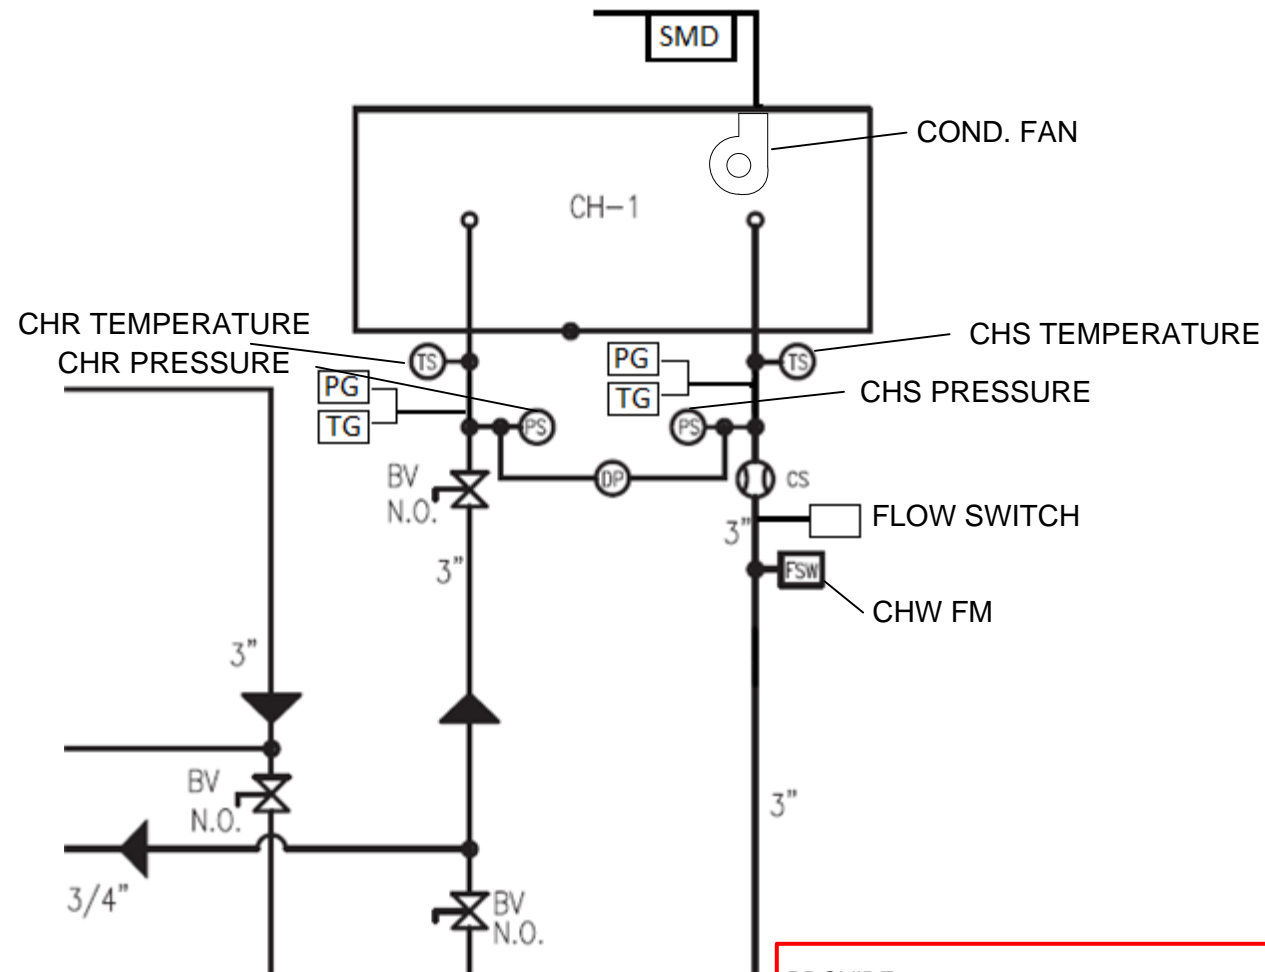 SMD
COND. FAN
CH-1
CHR TEMPERATURE
CHS TEMPERATURE
CHR PRESSURE
TS
PG
TS
PG
TG
CHS PRESSURE
TG
PS
PS
BV
N.O.
DP
CS
3"
FLOW SWITCH
3"
FSW
CHW FM
3"
BV
N.O.
3"
3/4"
BV
N.O.